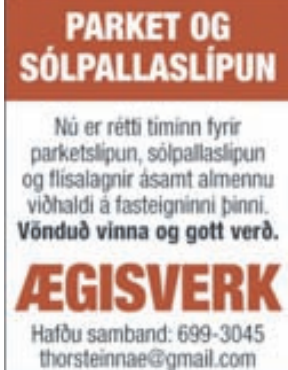 PARKET OG
SÓLPALLASLÍPUN
Nú er rétti tíminn fyrir
parketslípun, sólpallaslípun
og flísalagnir ásamt almennu
viðhaldi á fasteigninni þinni.
Vönduð vinna og gott verð.
ÆGISVERK
Hafðu samband: 699-3045
thorsteinnae@gmail.com